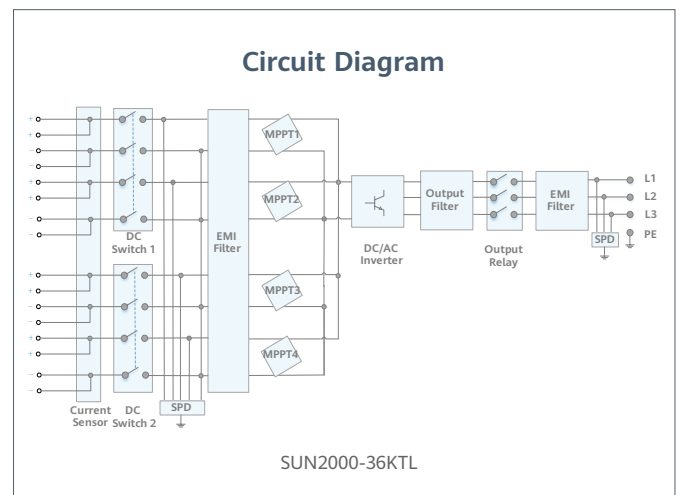 Circuit Diagram
MPPT1
MPPT2
MPPT3
MPPT4
EMI
Filter
DC
Switch 1
DC/AC
Inverter
Output
Filter
Output
Relay
EMI
Filter
L1
L2
L3
PE
SPD
Current
Sensor
DC
Switch 2
SPD
SUN2000-36KTL